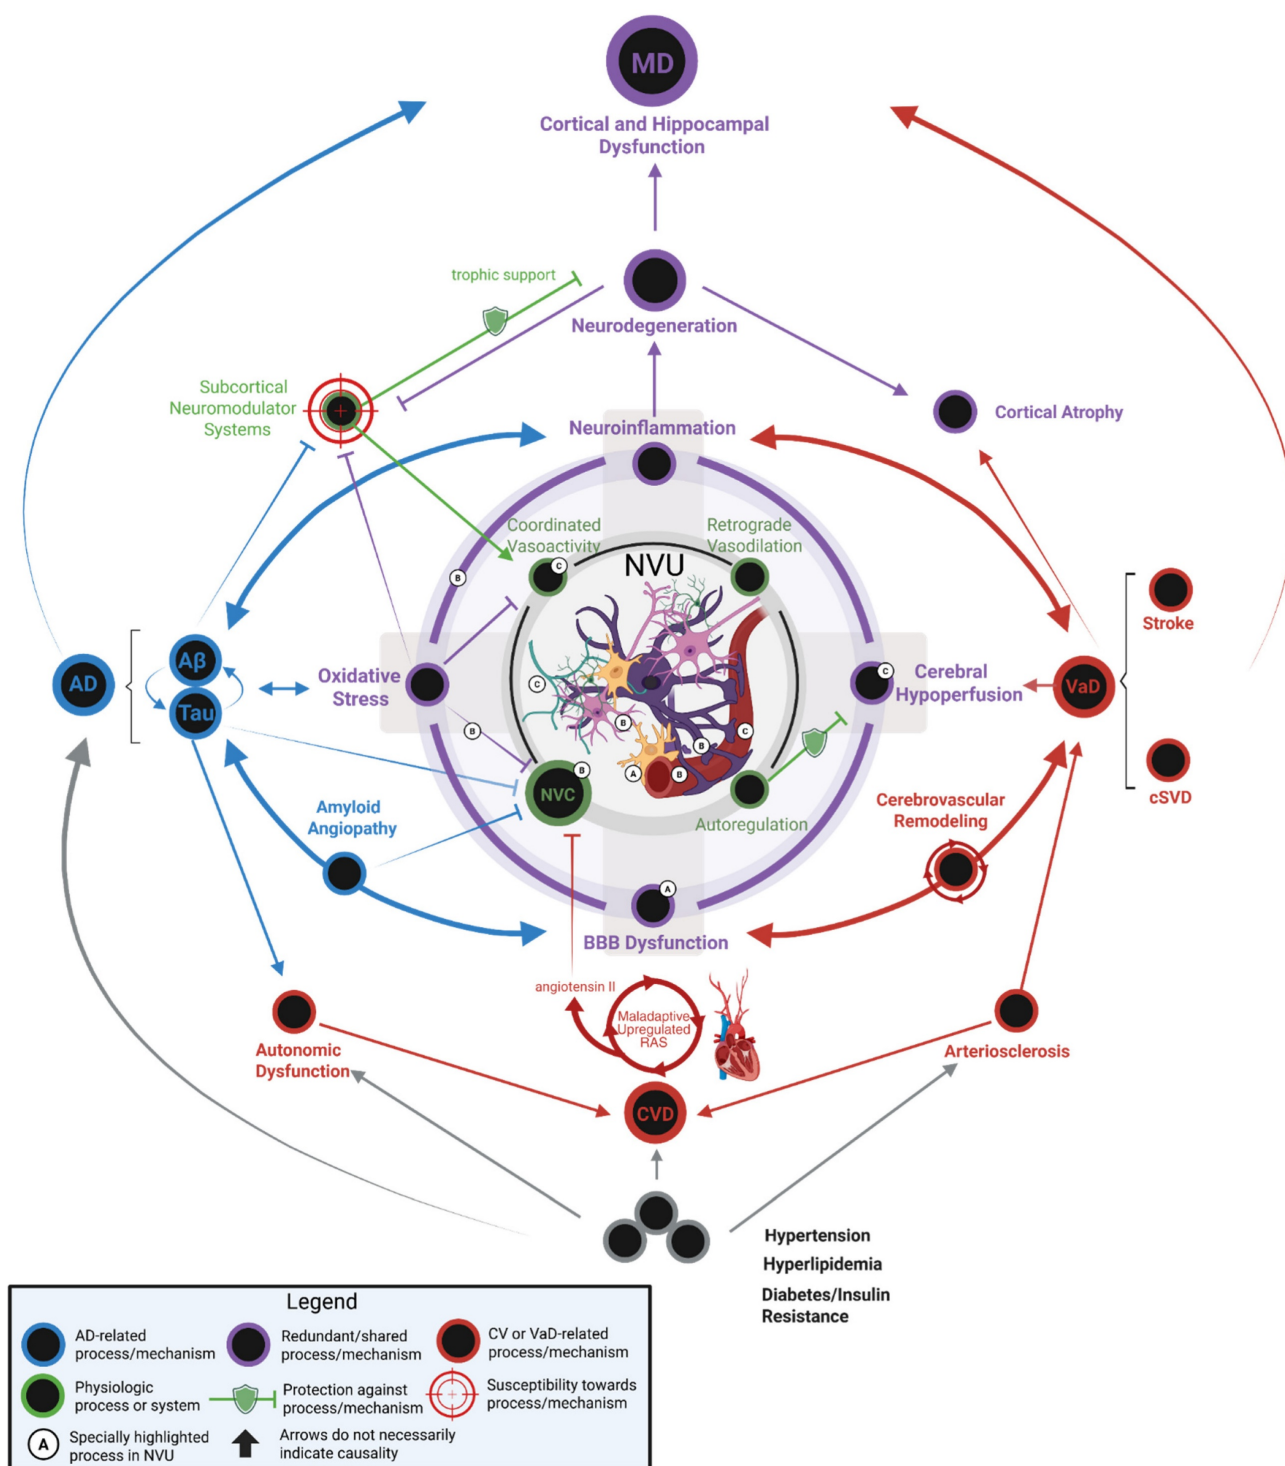 MD
Cortical and Hippocampal
Dysfunction
trophic support
Neurodegeneration
Subcortical
Neuromodulator
Systems
Cortical Atrophy
Neuroinflammation
Coordinated
Vasoactivity
Retrograde
Vasodilation
C
NVU
B
Stroke
Aβ
AD
Tau
Oxidative
Stress
C
B
B
B
C
C
Cerebral
Hypoperfusion
VaD
A
B
B
NVC
cSVD
Amyloid
Angiopathy
Autoregulation
Cerebrovascular
Remodeling
A
BBB Dysfunction
angiotensin II
Maladaptive
Upregulated
RAS
Autonomic
Dysfunction
Arteriosclerosis
CVD
Hypertension
Hyperlipidemia
Diabetes/Insulin
Resistance
Legend
AD-related
process/mechanism
Redundant/shared
process/mechanism
CV or VaD-related
process/mechanism
Physiologic
process or system
Protection against
process/mechanism
Susceptibility towards
process/mechanism
A
Specially highlighted
process in NVU
Arrows do not necessarily
indicate causality